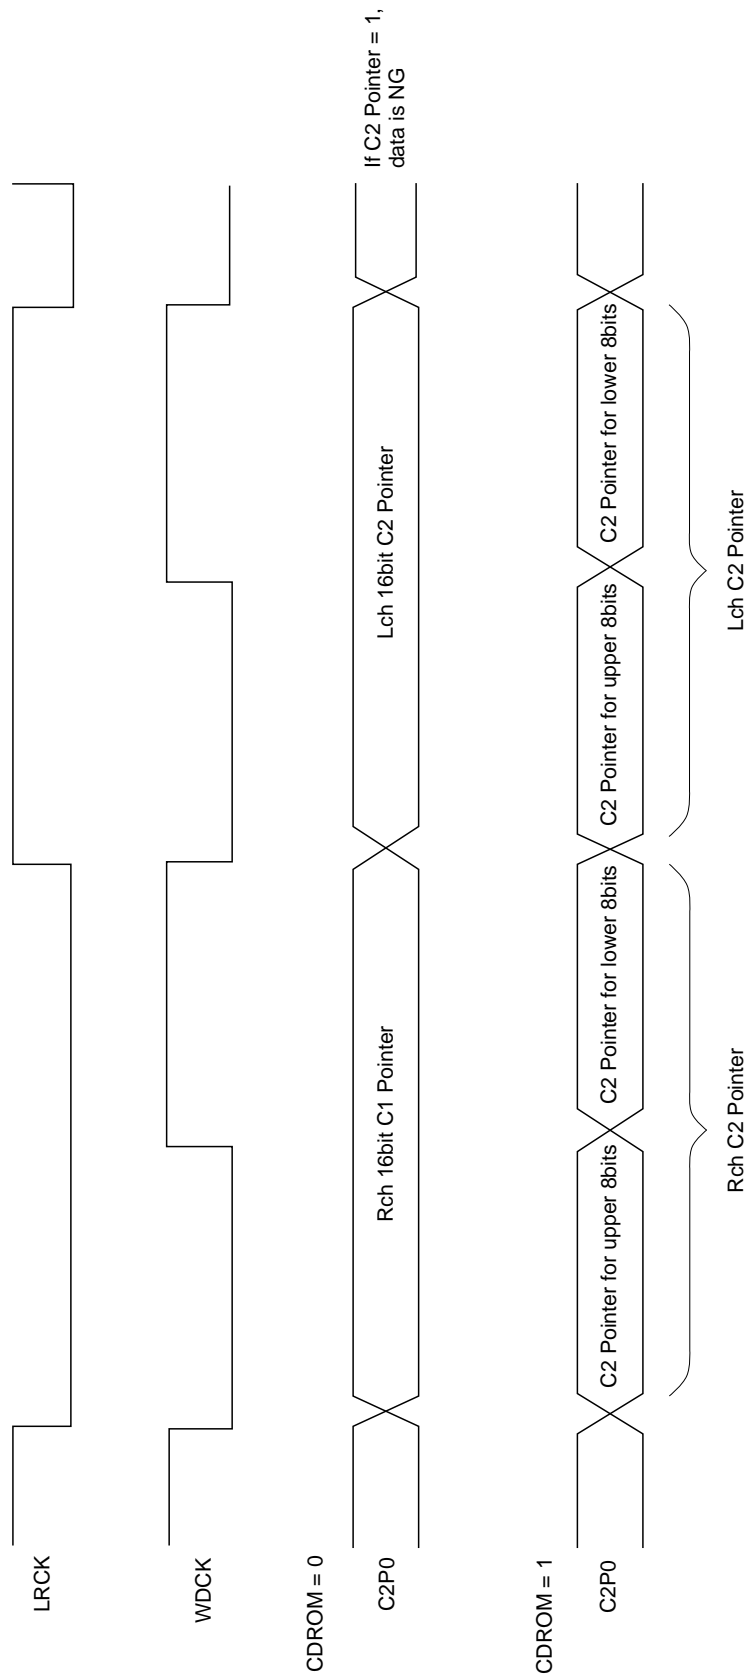 LRCK
WDCK
CDROM = 0
C2P0
Rch 16bit C1 Pointer
Lch 16bit C2 Pointer
If C2 Pointer = 1,
data is NG
CDROM = 1
C2P0
C2 Pointer for upper 8bits
C2 Pointer for lower 8bits
C2 Pointer for upper 8bits
C2 Pointer for lower 8bits
Rch C2 Pointer
Lch C2 Pointer